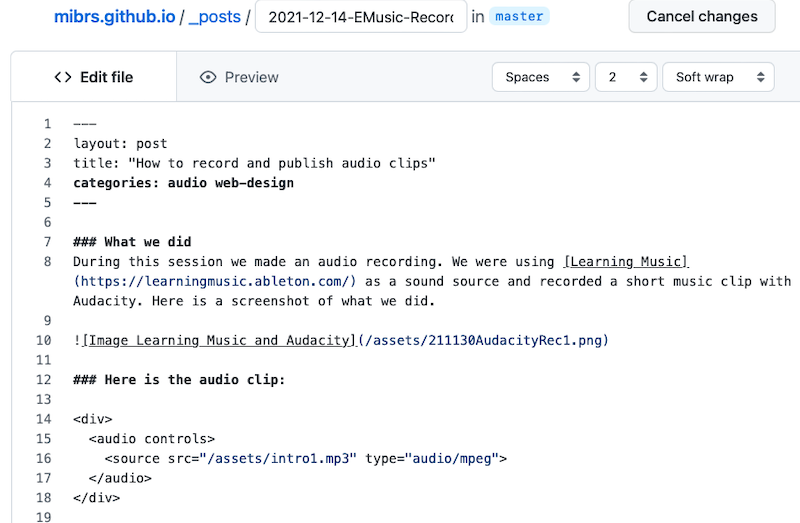 mibrs.github.io / _posts / 2021-12-14-EMusic-Record in master Cancel changes
<> Edit file Preview Spaces 2 Soft wrap
1 ---
2 layout: post
3 title: "How to record and publish audio clips"
4 categories: audio web-design
5 ---
6
7 ### What we did
8 During this session we made an audio recording. We were using [Learning Music]
(https://learningmusic.ableton.com/) as a sound source and recorded a short music clip with
Audacity. Here is a screenshot of what we did.
9
10 ![Image Learning Music and Audacity](/assets/211130AudacityRec1.png)
11
12 ### Here is the audio clip:
13
14 <div>
15   <audio controls>
16     <source src="/assets/intro1.mp3" type="audio/mpeg">
17   </audio>
18 </div>
19